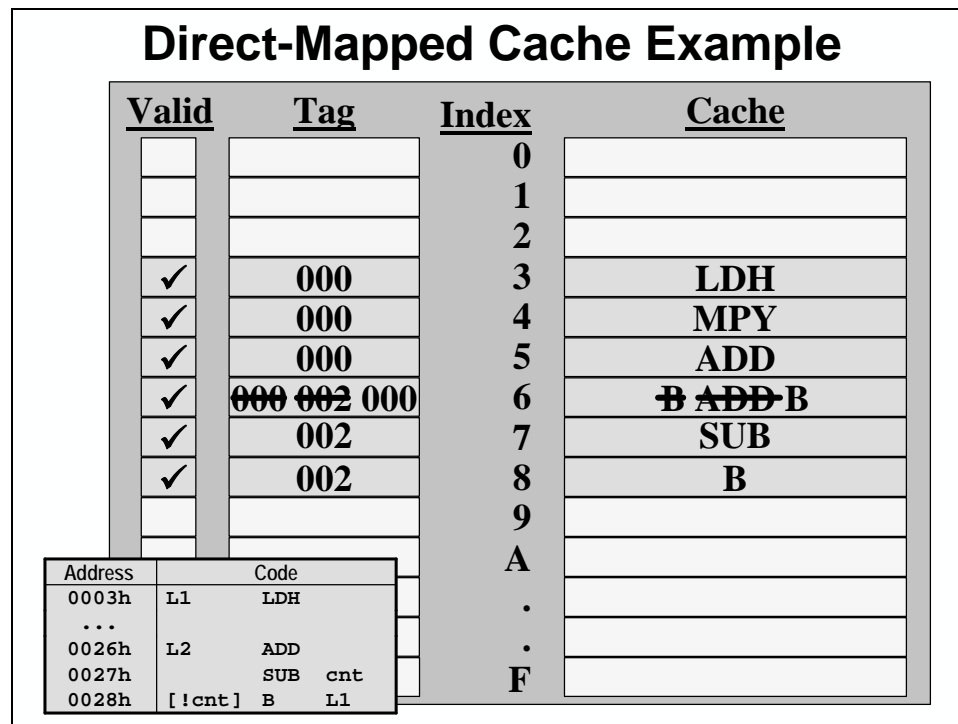 Direct-Mapped Cache Example
Valid Tag Index Cache
0
1
2
✓ 000 3 LDH
✓ 000 4 MPY
✓ 000 5 ADD
✓ 000 002 000 6 B ADD B
✓ 002 7 SUB
✓ 002 8 B
9
A
.
.
F
Address Code
0003h L1 LDH
...
0026h L2 ADD
0027h SUB cnt
0028h [!cnt] B L1